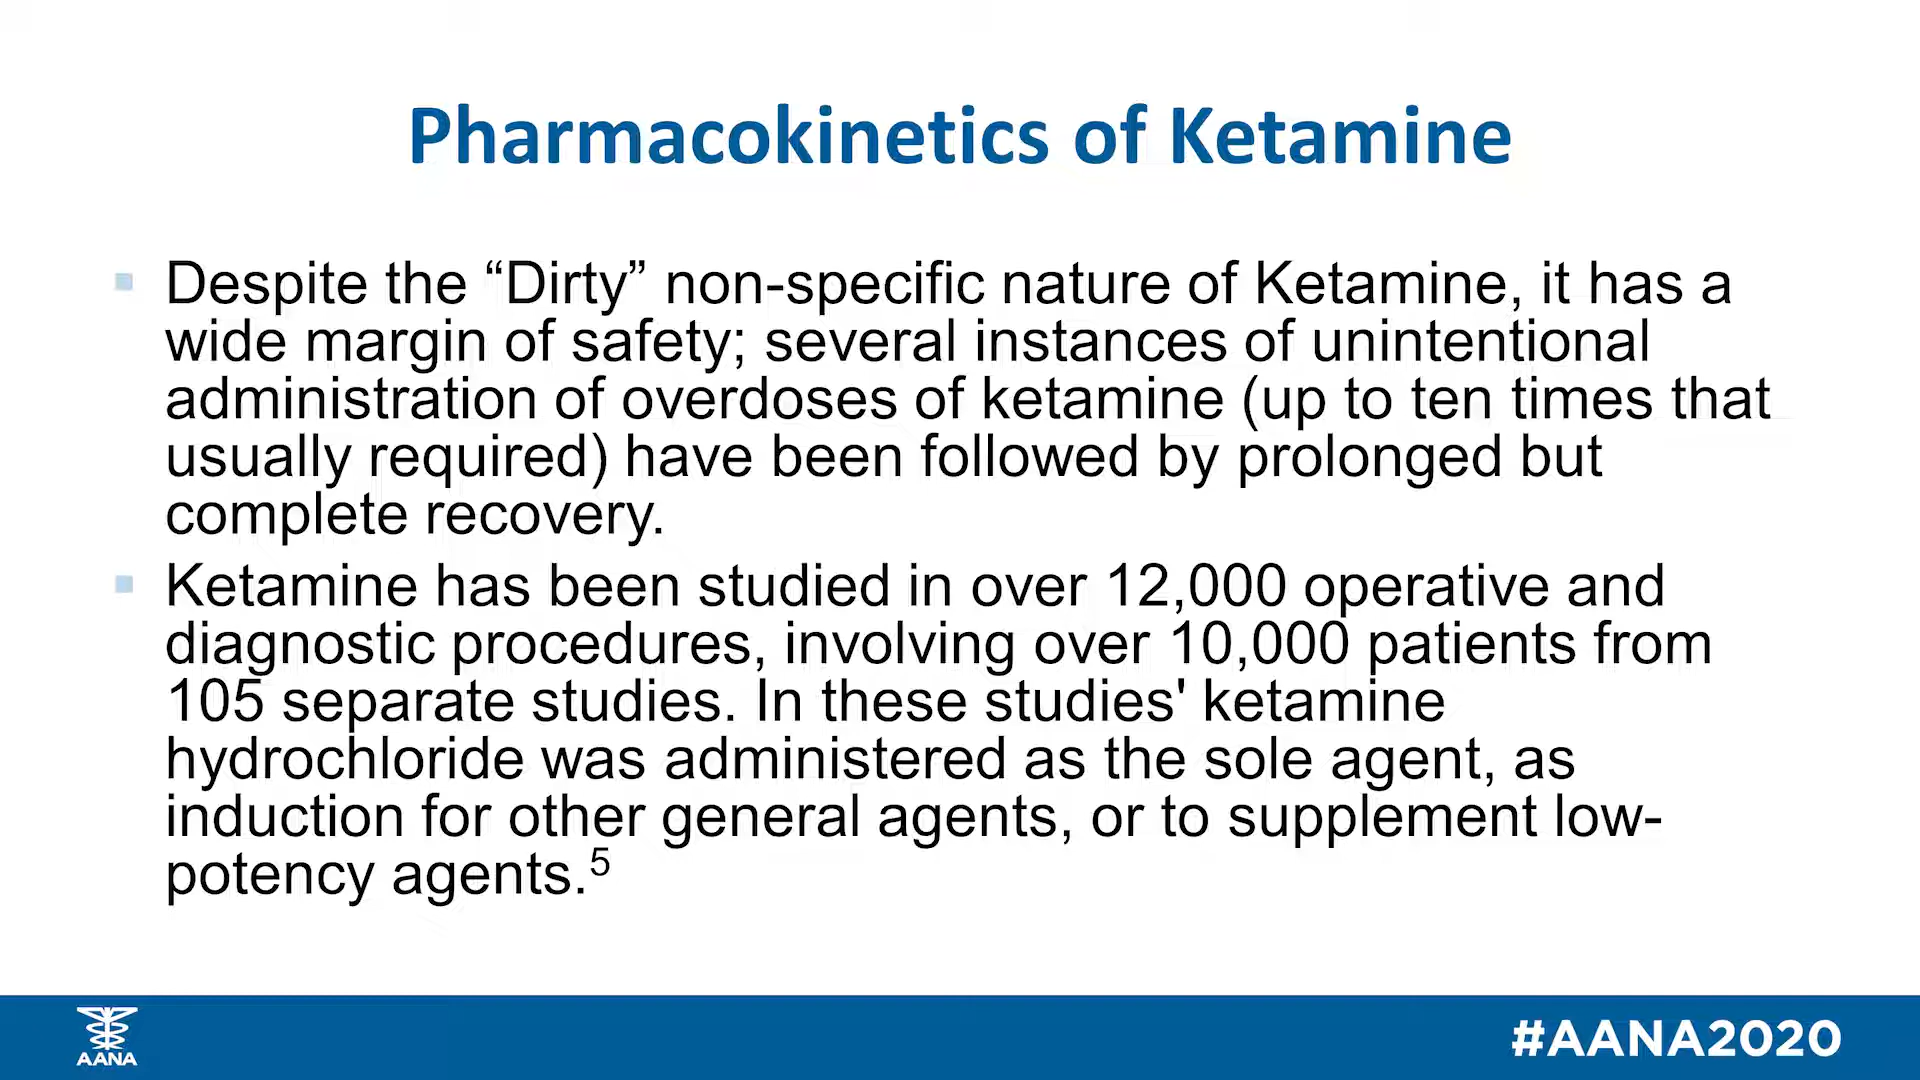 Pharmacokinetics of Ketamine
Despite the “Dirty” non-specific nature of Ketamine, it has a
wide margin of safety; several instances of unintentional
administration of overdoses of ketamine (up to ten times that
usually required) have been followed by prolonged but
complete recovery.
Ketamine has been studied in over 12,000 operative and
diagnostic procedures, involving over 10,000 patients from
105 separate studies. In these studies' ketamine
hydrochloride was administered as the sole agent, as
induction for other general agents, or to supplement low-
potency agents.⁵
AANA
#AANA2020